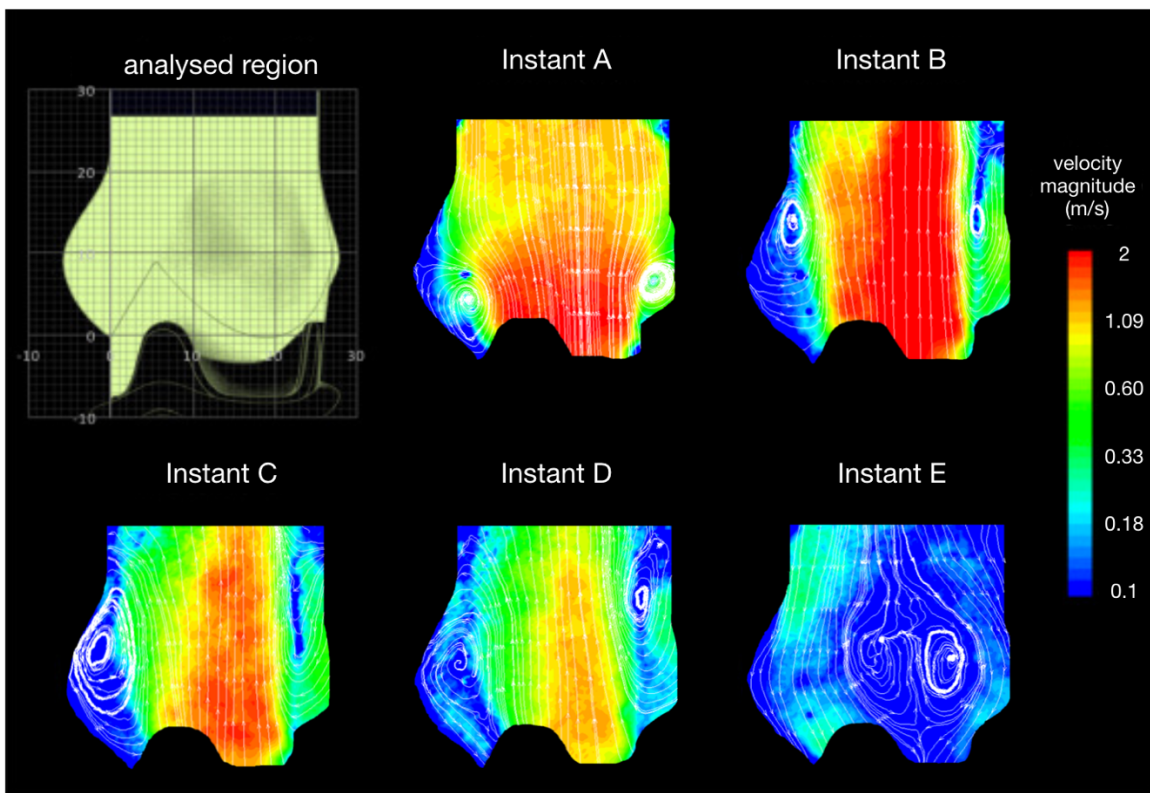 analysed region
Instant A
Instant B
30
20
0
-10
10
20
30
-10
velocity
magnitude
(m/s)
2
1.09
0.60
0.33
0.18
0.1
Instant C
Instant D
Instant E